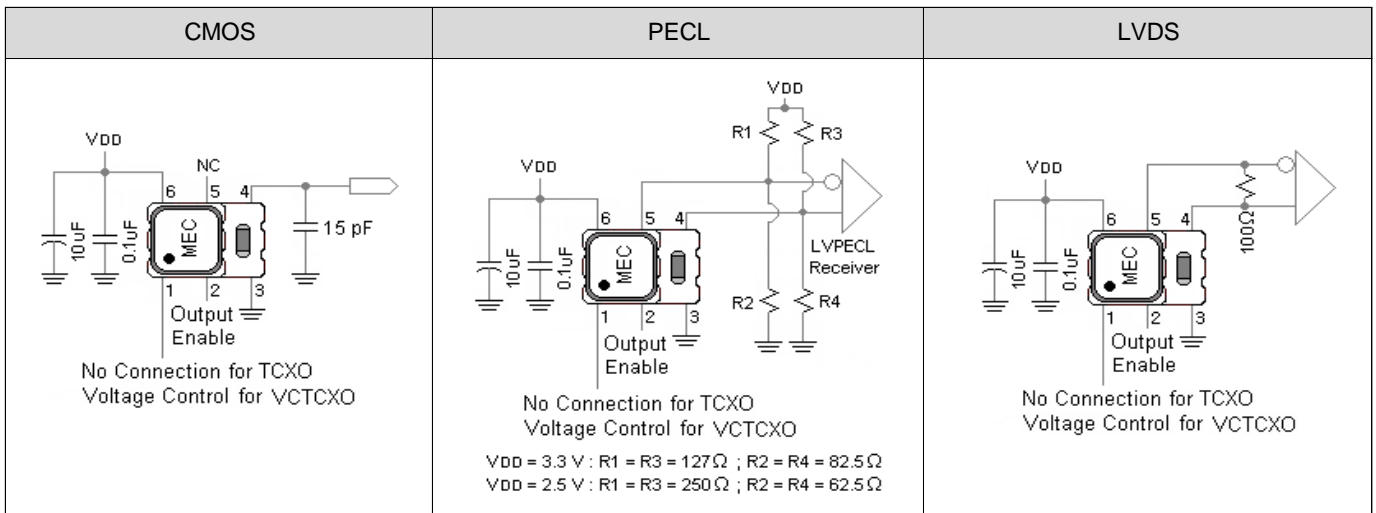 CMOS
PECL
LVDS
VDD
NC
6
5
4
10uF
0.1uF
MEC
15 pF
1
2
3
Output
Enable
No Connection for TCXO
Voltage Control for VCTCXO
VDD
R1
R3
VDD
6
5
4
10uF
0.1uF
MEC
LVPECL
Receiver
R2
R4
1
2
3
Output
Enable
No Connection for TCXO
Voltage Control for VCTCXO
VDD = 3.3 V : R1 = R3 = 127Ω ; R2 = R4 = 82.5Ω
VDD = 2.5 V : R1 = R3 = 250Ω ; R2 = R4 = 62.5Ω
VDD
6
5
4
100Ω
10uF
0.1uF
MEC
1
2
3
Output
Enable
No Connection for TCXO
Voltage Control for VCTCXO